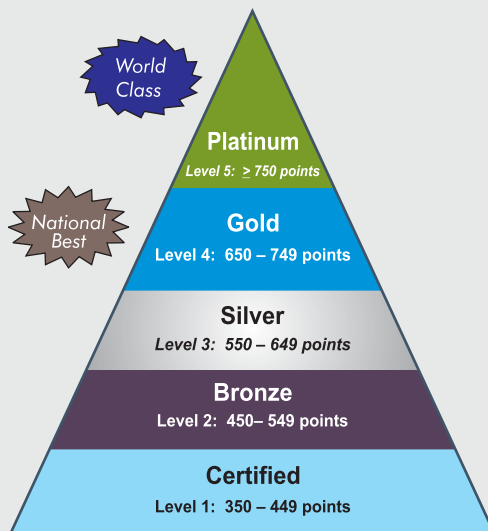 World
Class
Platinum
Level 5: ≥ 750 points
National
Best
Gold
Level 4: 650 – 749 points
Silver
Level 3: 550 – 649 points
Bronze
Level 2: 450– 549 points
Certified
Level 1: 350 – 449 points